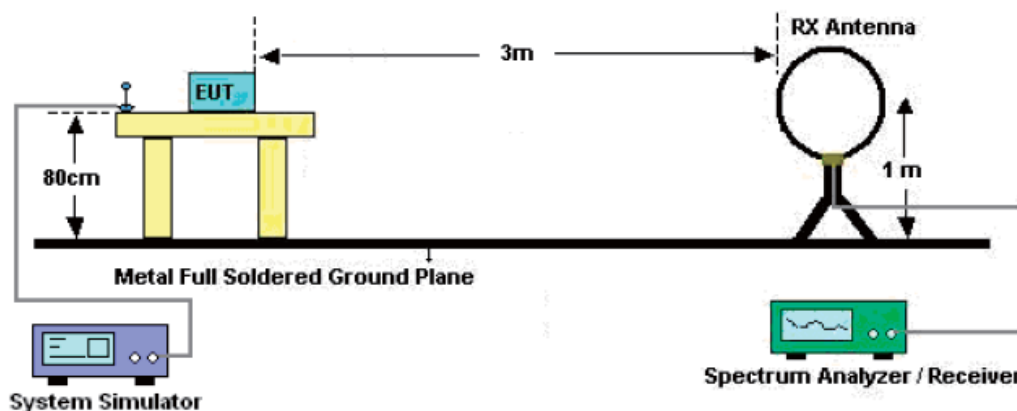 RX Antenna
3m
EUT
80cm
1 m
Metal Full Soldered Ground Plane
System Simulator
Spectrum Analyzer / Receiver